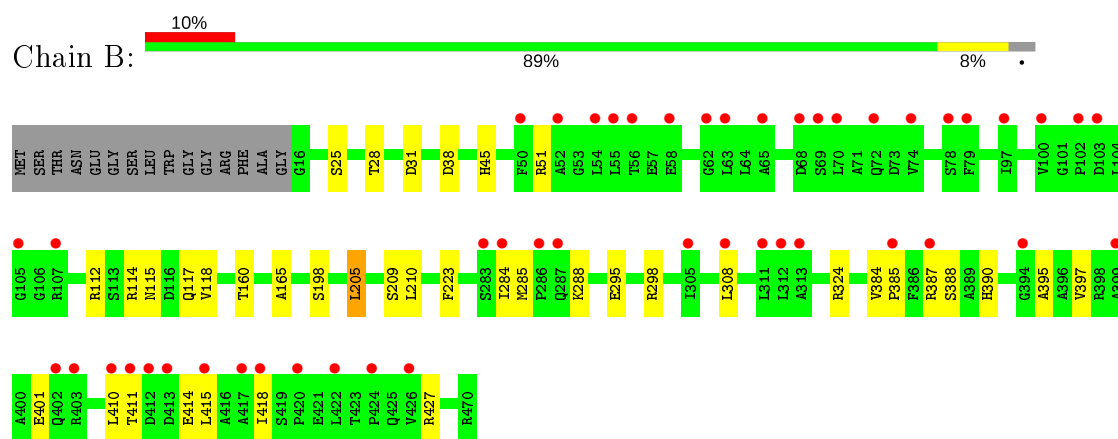 10%
Chain B:
89% 8% •
MET SER THR ASN GLU GLY SER LEU TRP GLY GLY ARG PHE ALA GLY G16 S25 T28 D31 D38 H45 F50 R51 A52 G53 L54 L55 T56 E57 E58 G62 L63 L64 A65 D68 S69 L70 A71 Q72 D73 V74 S78 F79 I97 V100 G101 P102 D103 L104
G105 G106 R107 R112 S113 R114 N115 D116 Q117 V118 T160 A165 S198 L205 S209 L210 F223 S283 I284 M285 P286 Q287 K288 E295 R298 I305 L308 L311 L312 A313 R324 V384 P385 F386 R387 S388 A389 H390 G394 A395 A396 V397 R398 A399
A400 E401 Q402 R403 L410 T411 D412 D413 E414 L415 A416 A417 I418 S419 P420 E421 L422 T423 P424 Q425 V426 R427 R470